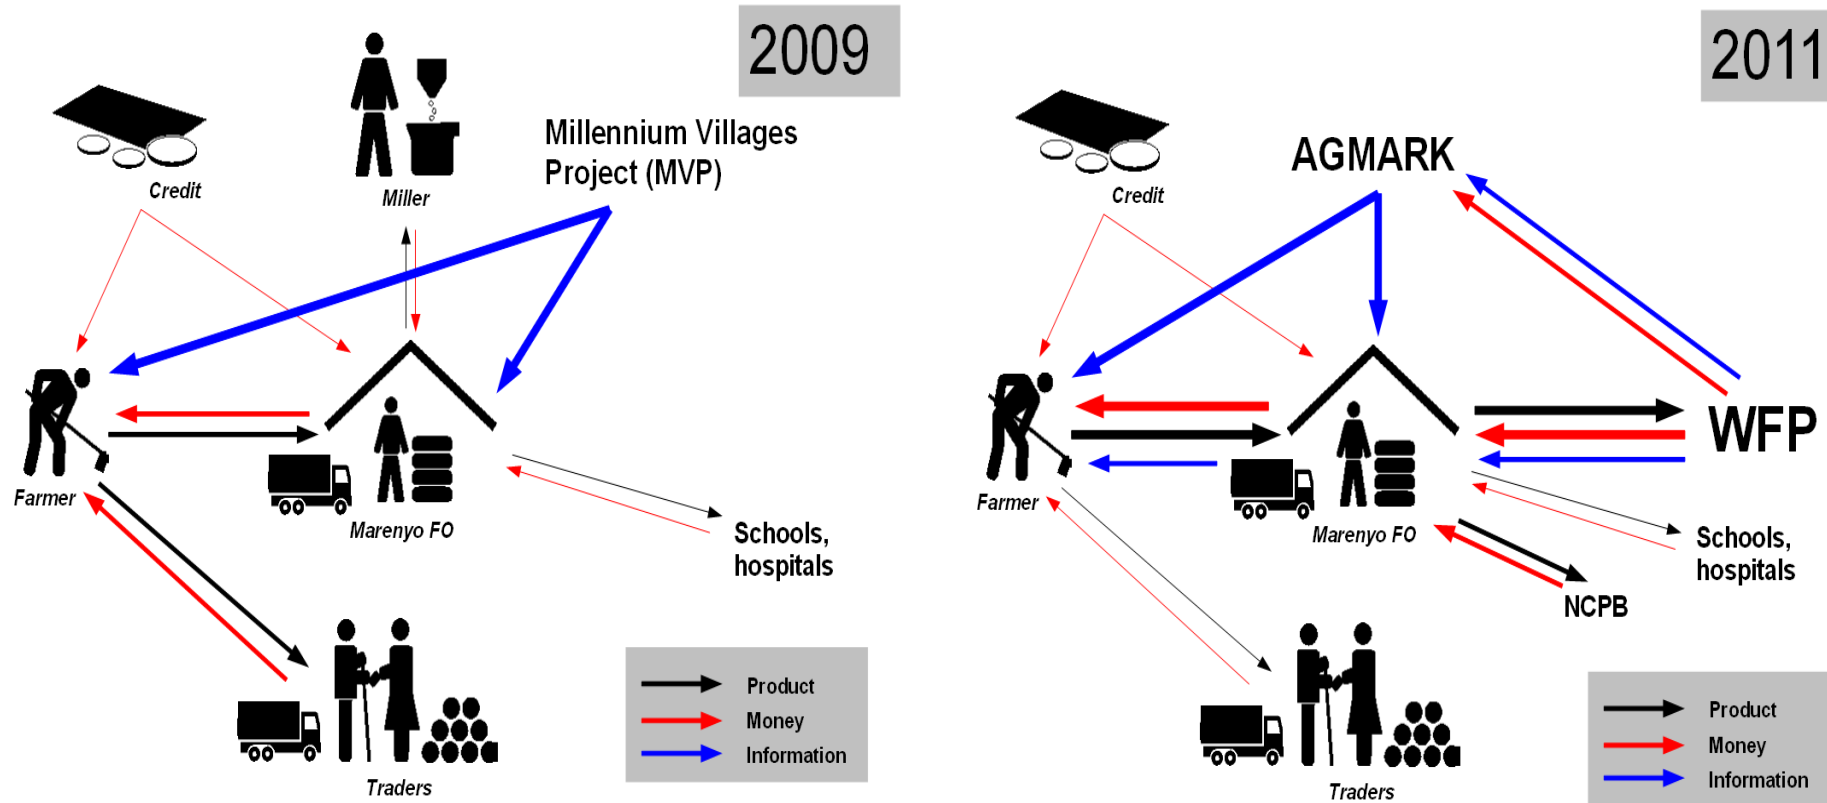 2009
Millennium Villages
Project (MVP)
Credit
Miller
Farmer
Marenyo FO
Schools,
hospitals
Traders
Product
Money
Information
2011
AGMARK
Credit
WFP
Farmer
Marenyo FO
Schools,
hospitals
NCPB
Traders
Product
Money
Information